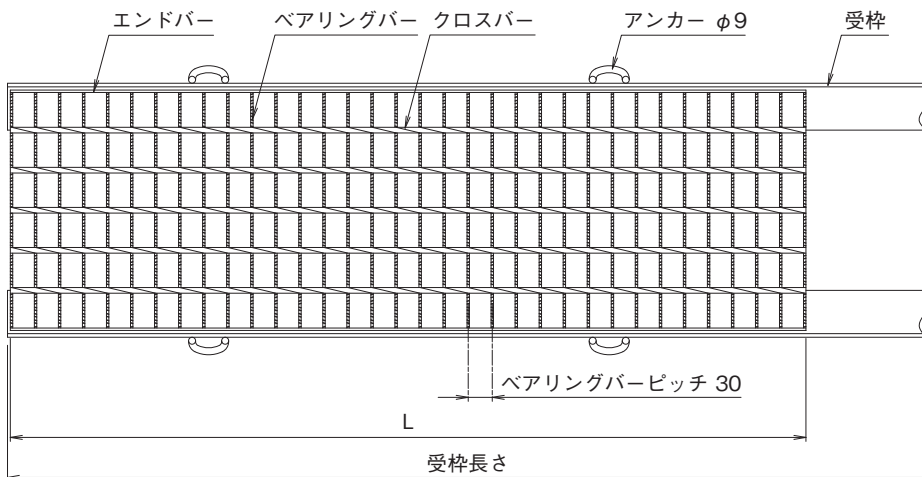 エンドバー
ベアリングバー
クロスバー
アンカー φ9
受枠
ベアリングバーピッチ 30
L
受枠長さ